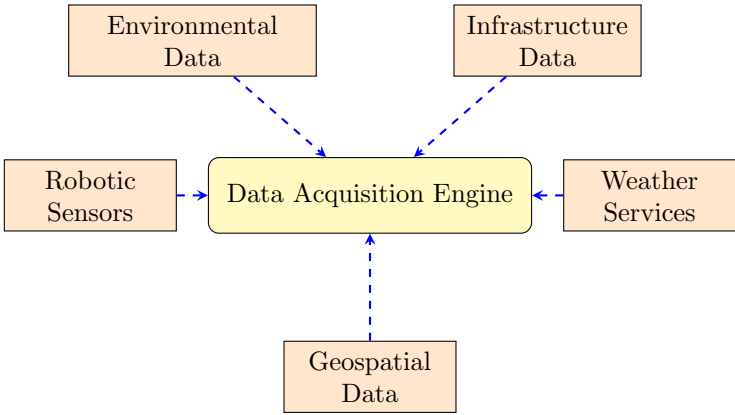 Environmental
Data
Infrastructure
Data
Robotic
Sensors
Data Acquisition Engine
Weather
Services
Geospatial
Data